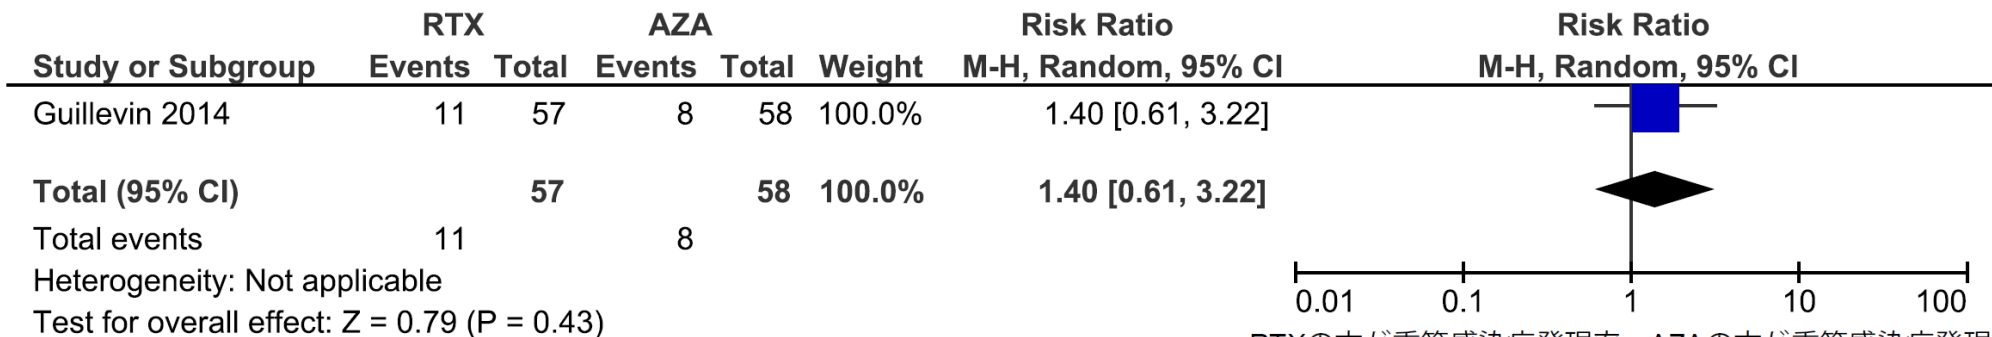 RTX AZA Risk Ratio Risk Ratio
Study or Subgroup Events Total Events Total Weight M-H, Random, 95% CI M-H, Random, 95% CI
Guillevin 2014 11 57 8 58 100.0% 1.40 [0.61, 3.22]
Total (95% CI) 57 58 100.0% 1.40 [0.61, 3.22]
Total events 11 8
Heterogeneity: Not applicable
Test for overall effect: Z = 0.79 (P = 0.43)
0.01 0.1 1 10 100